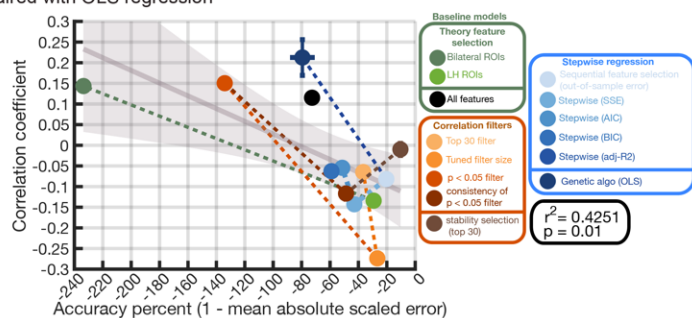 aired with OLS regression
Correlation coefficient
0.3
0.25
0.2
0.15
0.1
0.05
0
-0.05
-0.1
-0.15
-0.2
-0.25
-0.3
-240
-220
-200
-180
-160
-140
-120
-100
-80
-60
-40
-20
0
Accuracy percent (1 - mean absolute scaled error)
Baseline models
Theory feature
selection
Bilateral ROIs
LH ROIs
All features
Correlation filters
Top 30 filter
Tuned filter size
p < 0.05 filter
consistency of
p < 0.05 filter
stability selection
(top 30)
Stepwise regression
Sequential feature selection
(out-of-sample error)
Stepwise (SSE)
Stepwise (AIC)
Stepwise (BIC)
Stepwise (adj-R2)
Genetic algo (OLS)
r2= 0.4251
p = 0.01